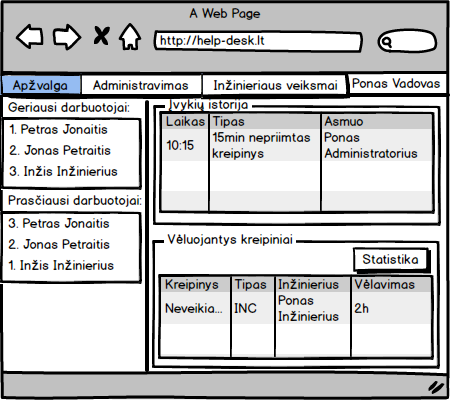 A Web Page
http://help-desk.lt
Apžvalga
Administravimas
Inžinieriaus veiksmai
Ponas Vadovas
Geriausi darbuotojai:
1. Petras Jonaitis
2. Jonas Petraitis
3. Inžis Inžinierius
Prasčiausi darbuotojai:
3. Petras Jonaitis
2. Jonas Petraitis
1. Inžis Inžinierius
Įvykių istorija
Laikas Tipas Asmuo
10:15 15min nepriimtas kreipinys Ponas Administratorius
Vėluojantys kreipiniai
Statistika
Kreipinys Tipas Inžinierius Vėlavimas
Neveikia... INC Ponas Inžinierius 2h